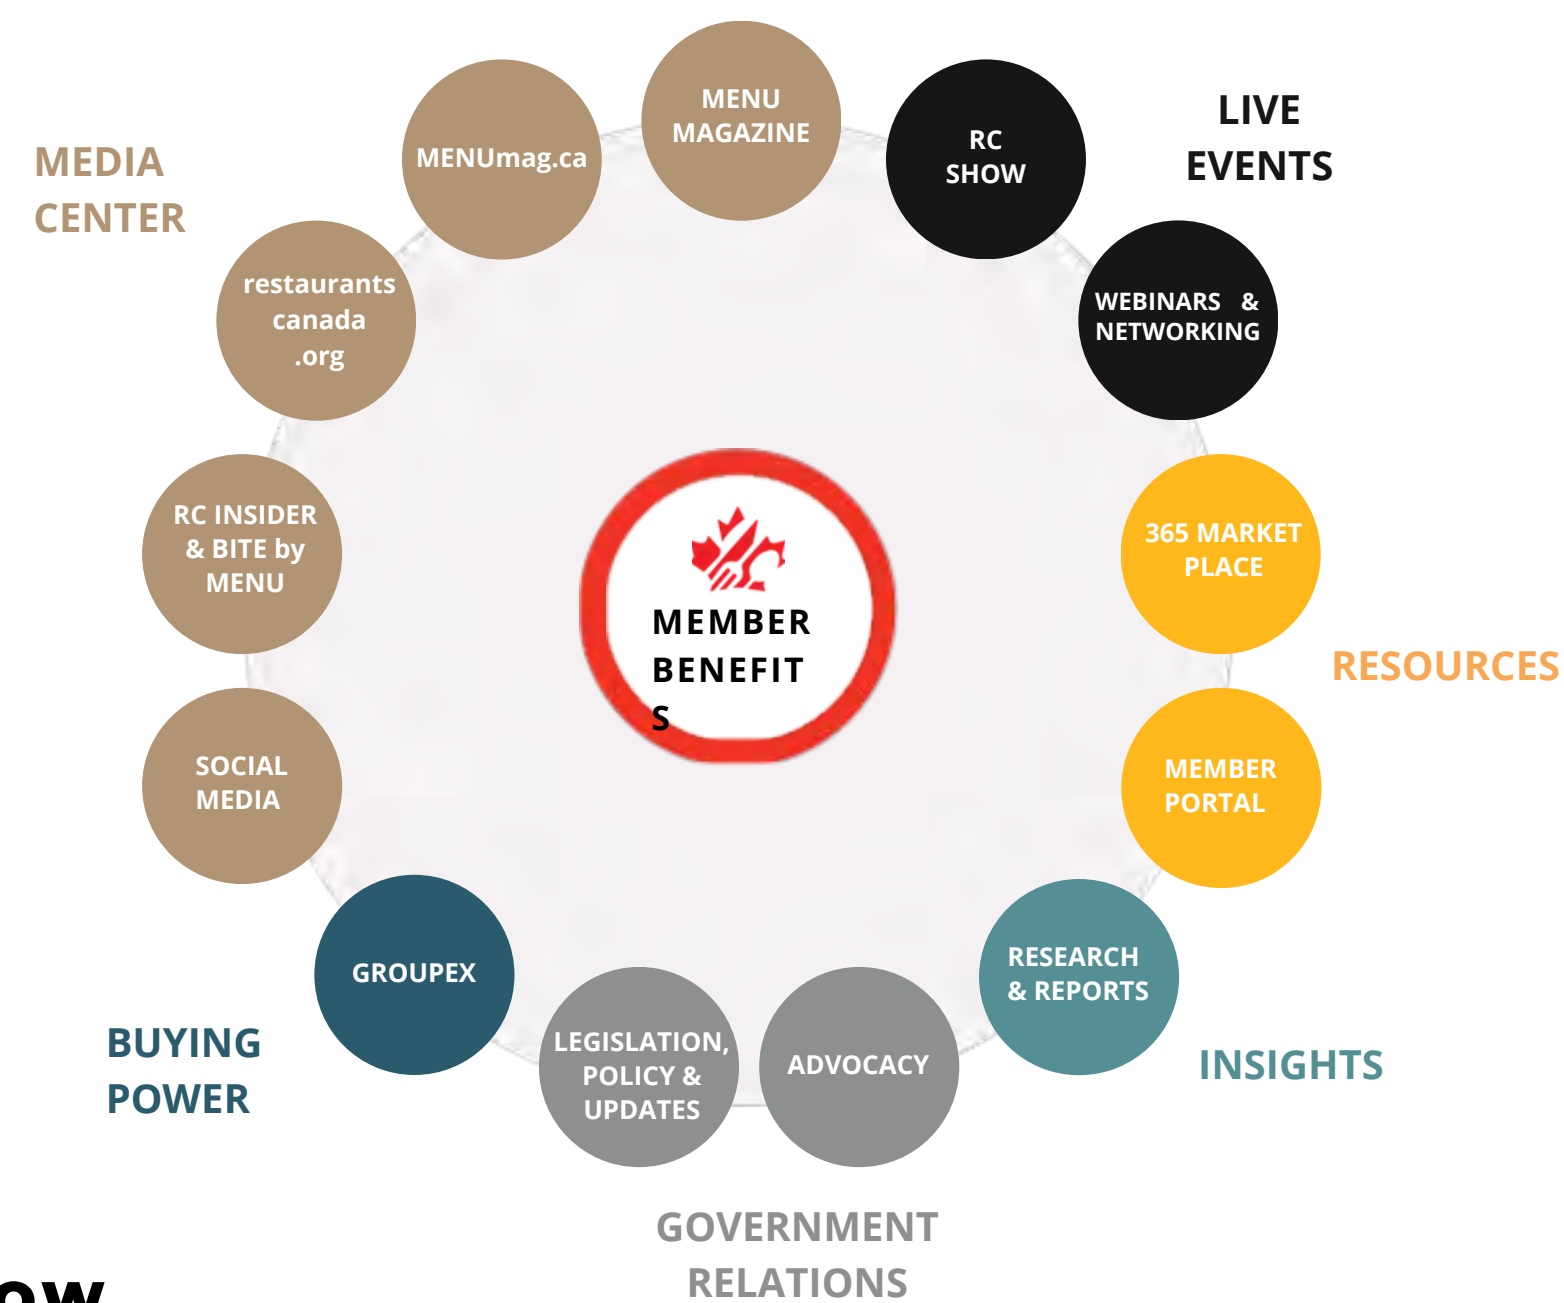 MENU
MAGAZINE
MENUmag.ca
RC
SHOW
LIVE
EVENTS
MEDIA
CENTER
restaurants
canada
.org
WEBINARS &
NETWORKING
RC INSIDER
& BITE by
MENU
365 MARKET
PLACE
MEMBER
BENEFIT
S
RESOURCES
SOCIAL
MEDIA
MEMBER
PORTAL
GROUPEX
RESEARCH
& REPORTS
BUYING
POWER
LEGISLATION,
POLICY &
UPDATES
ADVOCACY
INSIGHTS
GOVERNMENT
RELATIONS